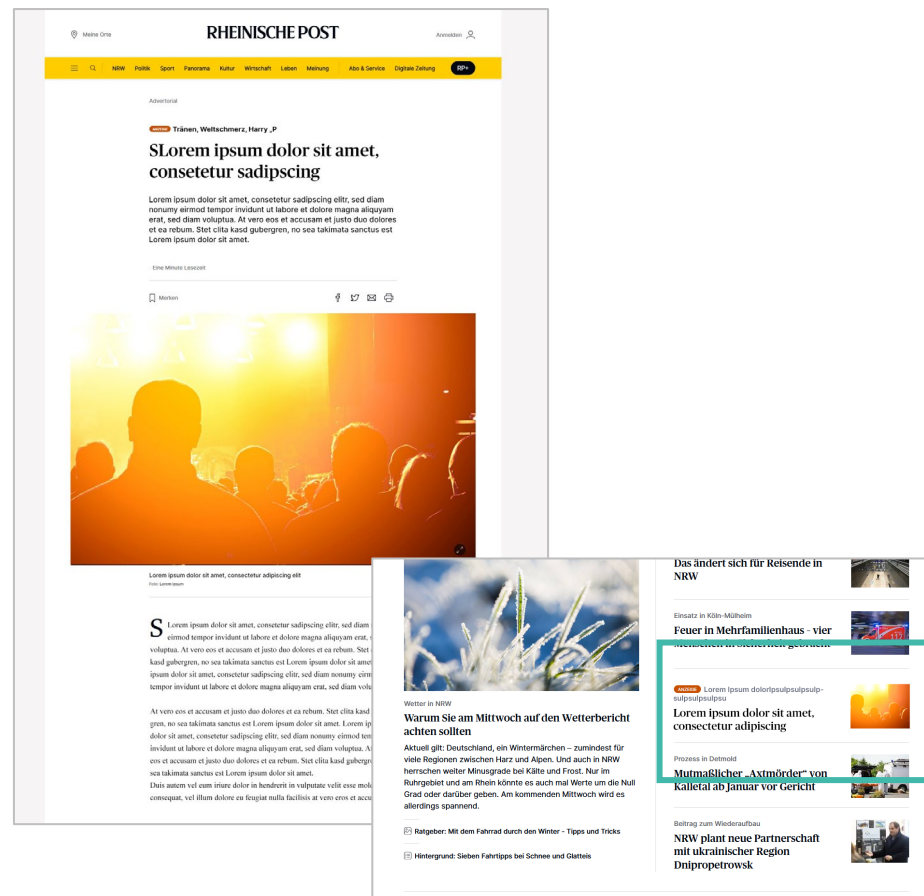 Meine Orte
RHEINISCHE POST
Anmelden
NRW Politik Sport Panorama Kultur Wirtschaft Leben Meinung Abo & Service Digitale Zeitung RP+
Advertorial
ANZEIGE Tränen, Weltschmerz, Harry „P
SLorem ipsum dolor sit amet,
consetetur sadipscing
Lorem ipsum dolor sit amet, consetetur sadipscing elitr, sed diam
nonumy eirmod tempor invidunt ut labore et dolore magna aliquyam
erat, sed diam voluptua. At vero eos et accusam et justo duo dolores
et ea rebum. Stet clita kasd gubergren, no sea takimata sanctus est
Lorem ipsum dolor sit amet.
Eine Minute Lesezeit
Merken
Lorem ipsum dolor sit amet, consectetur adipiscing elit
Foto: Lorem ipsum
S Lorem ipsum dolor sit amet, consetetur sadipscing elitr, sed diam
eirmod tempor invidunt ut labore et dolore magna aliquyam erat,
voluptua. At vero eos et accusam et justo duo dolores et ea rebum. Stet
kasd gubergren, no sea takimata sanctus est Lorem ipsum dolor sit amet
ipsum dolor sit amet, consetetur sadipscing elitr, sed diam nonumy eirm
tempor invidunt ut labore et dolore magna aliquyam erat, sed diam volu
At vero eos et accusam et justo duo dolores et ea rebum. Stet clita kasd
gren, no sea takimata sanctus est Lorem ipsum dolor sit amet. Lorem ip
dolor sit amet, consetetur sadipscing elitr, sed diam nonumy eirmod tem
invidunt ut labore et dolore magna aliquyam erat, sed diam voluptua. A
eos et accusam et justo duo dolores et ea rebum. Stet clita kasd gubergr
sea takimata sanctus est Lorem ipsum dolor sit amet.
Duis autem vel eum iriure dolor in hendrerit in vulputate velit esse mole
consequat, vel illum dolore eu feugiat nulla facilisis at vero eros et accu
Wetter in NRW
Warum Sie am Mittwoch auf den Wetterbericht
achten sollten
Aktuell gilt: Deutschland, ein Wintermärchen – zumindest für
viele Regionen zwischen Harz und Alpen. Und auch in NRW
herrschen weiter Minusgrade bei Kälte und Frost. Nur im
Ruhrgebiet und am Rhein könnte es auch mal Werte um die Null
Grad oder darüber geben. Am kommenden Mittwoch wird es
allerdings spannend.
Ratgeber: Mit dem Fahrrad durch den Winter - Tipps und Tricks
Hintergrund: Sieben Fahrtipps bei Schnee und Glatteis
Das ändert sich für Reisende in
NRW
Einsatz in Köln-Mülheim
Feuer in Mehrfamilienhaus – vier
Menschen in Sicherheit gebracht
ANZEIGE Lorem Ipsum dolorIpsulpsulpsulp-
sulpsulpsulpsu
Lorem ipsum dolor sit amet,
consectetur adipiscing
Prozess in Detmold
Mutmaßlicher „Axtmörder“ von
Kalletal ab Januar vor Gericht
Beitrag zum Wiederaufbau
NRW plant neue Partnerschaft
mit ukrainischer Region
Dnipropetrowsk